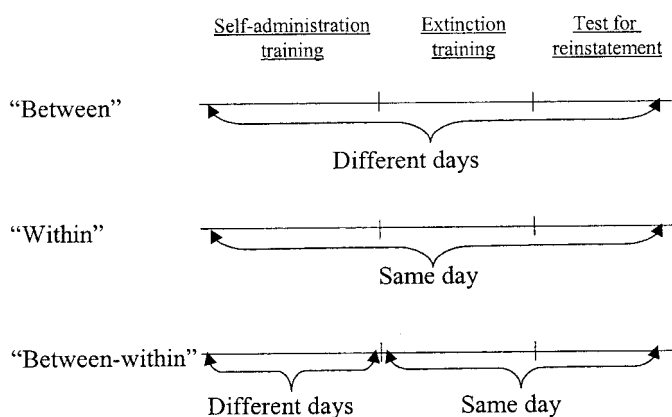 Self-administration training
Extinction training
Test for reinstatement
“Between”
Different days
“Within”
Same day
“Between-within”
Different days
Same day